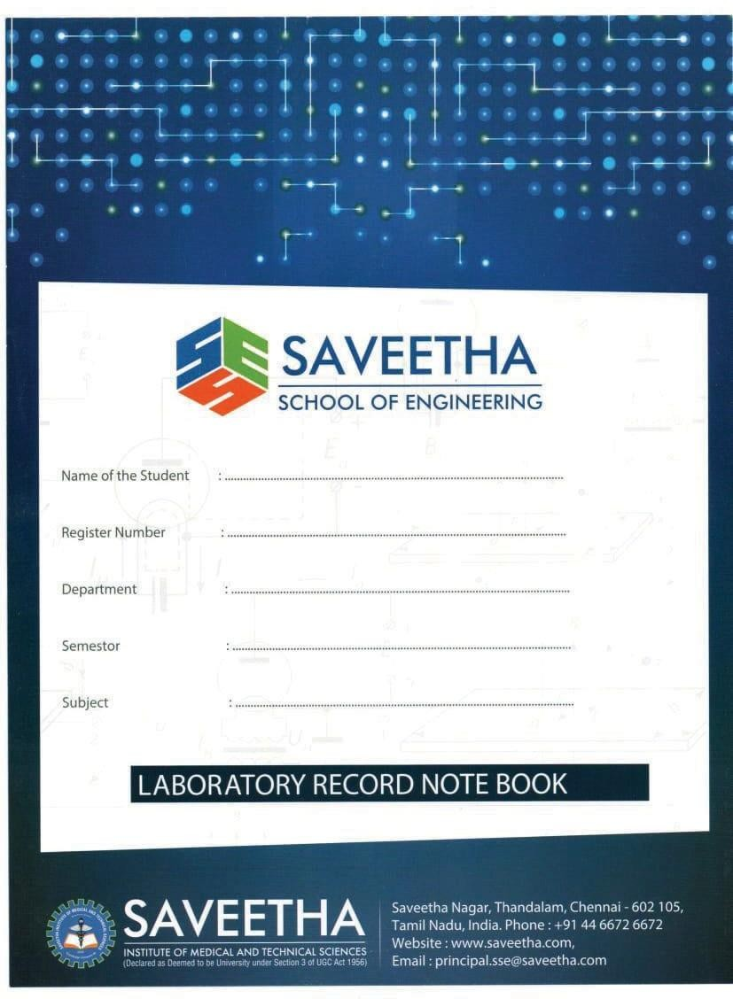 SAVEETHA
SCHOOL OF ENGINEERING
Name of the Student : ................................................
Register Number : ................................................
Department : ................................................
Semestor : ................................................
Subject : ................................................
LABORATORY RECORD NOTE BOOK
SAVEETHA
INSTITUTE OF MEDICAL AND TECHNICAL SCIENCES
(Declared as Deemed to be University under Section 3 of UGC Act 1956)
Saveetha Nagar, Thandalam, Chennai - 602 105,
Tamil Nadu, India. Phone : +91 44 6672 6672
Website : www.saveetha.com,
Email : principal.sse@saveetha.com